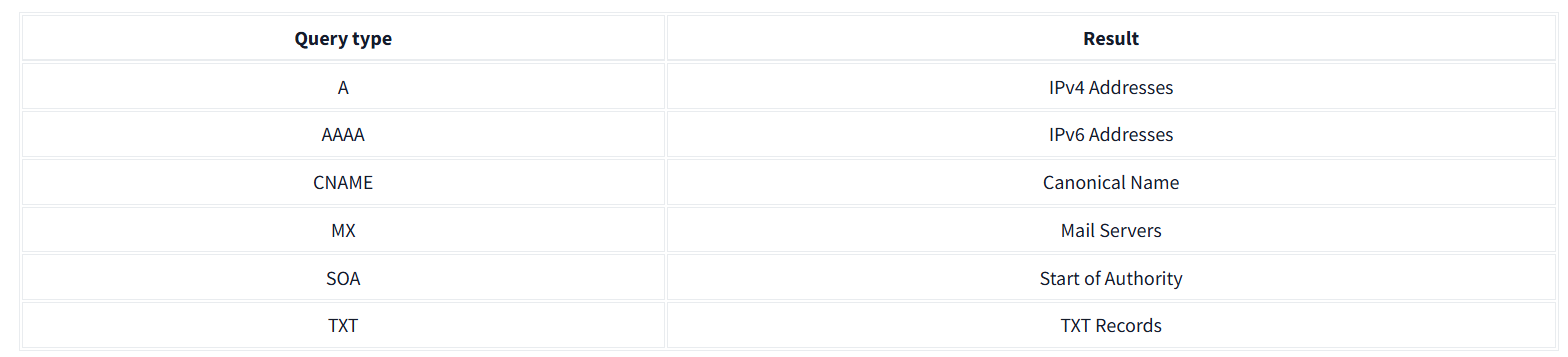 Query type Result
A IPv4 Addresses
AAAA IPv6 Addresses
CNAME Canonical Name
MX Mail Servers
SOA Start of Authority
TXT TXT Records